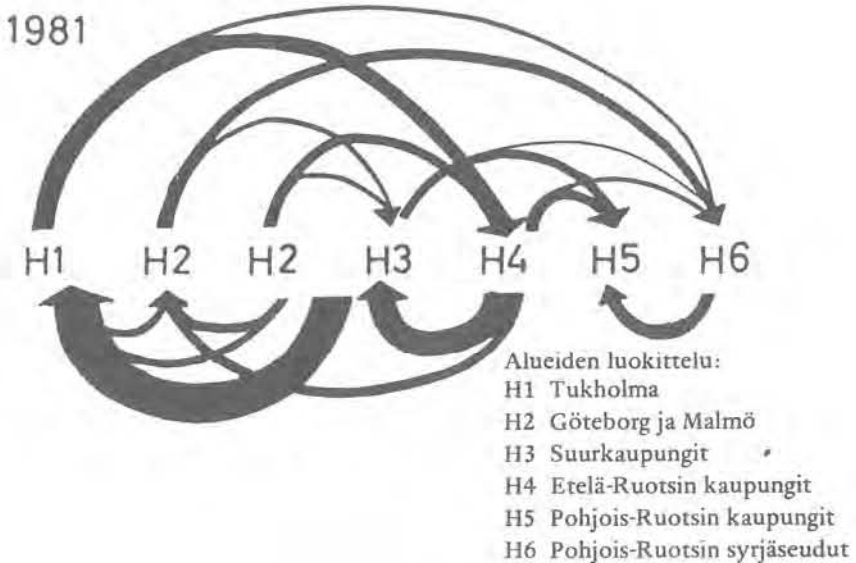 1981
H1 H2 H2 H3 H4 H5 H6
Alueiden luokittelu:
H1 Tukholma
H2 Göteborg ja Malmö
H3 Suurkaupungit
H4 Etelä-Ruotsin kaupungit
H5 Pohjois-Ruotsin kaupungit
H6 Pohjois-Ruotsin syrjäseudut